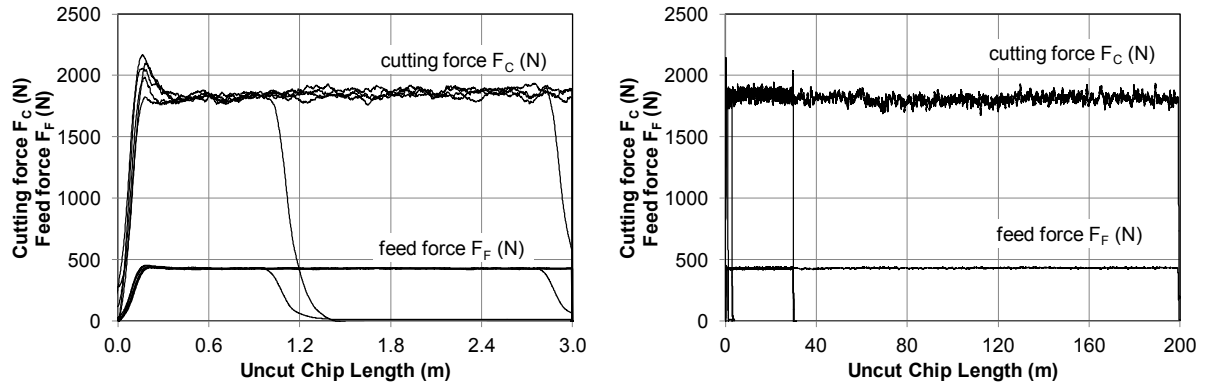 2500
2000
1500
1000
500
0
0.0 0.6 1.2 1.8 2.4 3.0
Uncut Chip Length (m)
Cutting force F_C (N)
Feed force F_F (N)
cutting force F_C (N)
feed force F_F (N)
2500
2000
1500
1000
500
0
0 40 80 120 160 200
Uncut Chip Length (m)
Cutting force F_C (N)
Feed force F_F (N)
cutting force F_C (N)
feed force F_F (N)